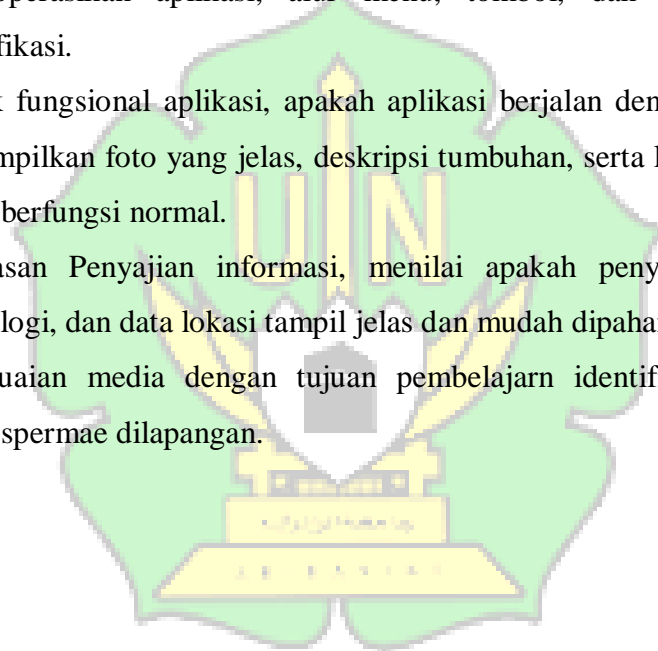 aplikasi, alur menu, tombol, dan
fikasi.
fungsional aplikasi, apakah aplikasi berjalan den
mpilkan foto yang jelas, deskripsi tumbuhan, serta
berfungsi normal.
asan Penyajian informasi, menilai apakah peny
logi, dan data lokasi tampil jelas dan mudah dipaha
uaian media dengan tujuan pembelajarn identif
spermae dilapangan.
UIN